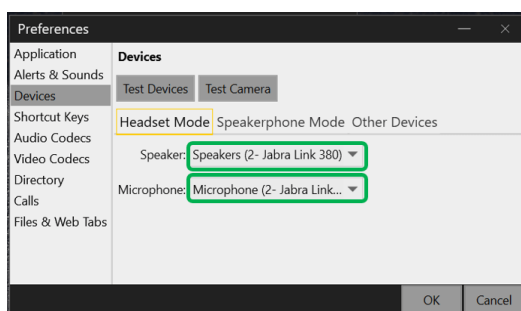 Preferences
Application
Alerts & Sounds
Devices
Shortcut Keys
Audio Codecs
Video Codecs
Directory
Calls
Files & Web Tabs
Devices
Test Devices Test Camera
Headset Mode Speakerphone Mode Other Devices
Speaker: Speakers (2- Jabra Link 380)
Microphone: Microphone (2- Jabra Link...
OK Cancel